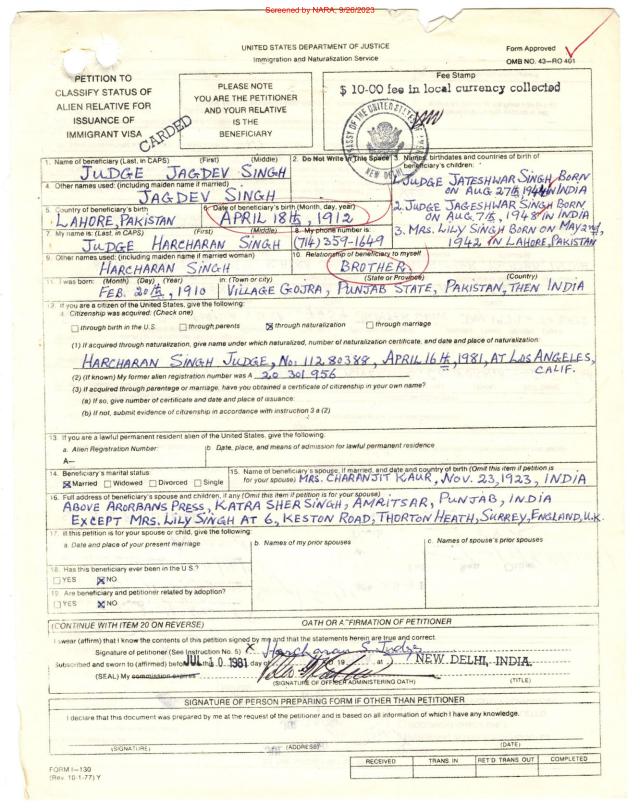 Screened by NARA, 9/26/2023
UNITED STATES DEPARTMENT OF JUSTICE
Immigration and Naturalization Service
Form Approved
OMB NO. 43-RO 401
PETITION TO
CLASSIFY STATUS OF
ALIEN RELATIVE FOR
ISSUANCE OF
IMMIGRANT VISA
CARDED
PLEASE NOTE
YOU ARE THE PETITIONER
AND YOUR RELATIVE
IS THE
BENEFICIARY
Fee Stamp
$ 10-00 fee in local currency collected
EMBASSY OF THE UNITED STATES OF AMERICA
NEW DELHI
1. Name of beneficiary (Last, in CAPS) (First) (Middle)
JUDGE JAGDEV SINGH
2. Do Not Write in This Space
3. Names, birthdates and countries of birth of beneficiary's children:
1. JUDGE JATESHWAR SINGH BORN
ON AUG. 27th, 1944 IN INDIA
2. JUDGE JAGESHWAR SINGH BORN
ON AUG. 7th, 1948 IN INDIA
3. MRS. LILY SINGH BORN ON MAY 2nd,
1942, IN LAHORE, PAKISTAN
4. Other names used: (including maiden name if married)
JAGDEV SINGH
5. Country of beneficiary's birth
LAHORE, PAKISTAN
6. Date of beneficiary's birth (Month, day, year)
APRIL 18th, 1912
7. My name is: (Last, in CAPS) (First) (Middle)
JUDGE HARCHARAN SINGH
8. My phone number is:
(714) 359-1649
9. Other names used: (including maiden name if married woman)
HARCHARAN SINGH
10. Relationship of beneficiary to myself
BROTHER
11. I was born: (Month) (Day) (Year) in: (Town or city) (State or Province) (Country)
FEB. 20th, 1910 VILLAGE GOJRA, PUNJAB STATE, PAKISTAN, THEN INDIA
12. If you are a citizen of the United States, give the following:
a. Citizenship was acquired: (Check one)
through birth in the U.S. through parents through naturalization through marriage
(1) If acquired through naturalization, give name under which naturalized, number of naturalization certificate, and date and place of naturalization:
HARCHARAN SINGH JUDGE, No: 11280388, APRIL 16th, 1981, AT LOS ANGELES,
CALIF.
(2) (If known) My former alien registration number was A 20 301 956
(3) If acquired through parentage or marriage, have you obtained a certificate of citizenship in your own name?
(a) If so, give number of certificate and date and place of issuance:
(b) If not, submit evidence of citizenship in accordance with instruction 3 a (2)
13. If you are a lawful permanent resident alien of the United States, give the following:
a. Alien Registration Number: b. Date, place, and means of admission for lawful permanent residence
A-
14. Beneficiary's marital status:
Married Widowed Divorced Single
15. Name of beneficiary's spouse, if married, and date and country of birth (Omit this item if petition is
for your spouse) MRS. CHARANJIT KAUR, NOV. 23, 1923, INDIA
16. Full address of beneficiary's spouse and children, if any (Omit this item if petition is for your spouse)
ABOVE ARORBANS PRESS, KATRA SHER SINGH, AMRITSAR, PUNJAB, INDIA
EXCEPT MRS. LILY SINGH AT 6, KESTON ROAD, THORTON HEATH, SURREY, ENGLAND, U.K.
17. If this petition is for your spouse or child, give the following:
a. Date and place of your present marriage b. Names of my prior spouses c. Names of spouse's prior spouses
18. Has this beneficiary ever been in the U.S.?
YES NO
19. Are beneficiary and petitioner related by adoption?
YES NO
(CONTINUE WITH ITEM 20 ON REVERSE) OATH OR AFFIRMATION OF PETITIONER
I swear (affirm) that I know the contents of this petition signed by me and that the statements herein are true and correct.
Signature of petitioner (See Instruction No. 5) X Harcharan S. Judge
Subscribed and sworn to (affirmed) before me this JUL 10 1981 day of 19 at NEW DELHI, INDIA.
(SEAL) My commission expires (SIGNATURE OF OFFICER ADMINISTERING OATH) (TITLE)
SIGNATURE OF PERSON PREPARING FORM IF OTHER THAN PETITIONER
I declare that this document was prepared by me at the request of the petitioner and is based on all information of which I have any knowledge.
(SIGNATURE) (ADDRESS) (DATE)
FORM I-130
(Rev. 10-1-77) Y
RECEIVED TRANS IN RET'D TRANS OUT COMPLETED